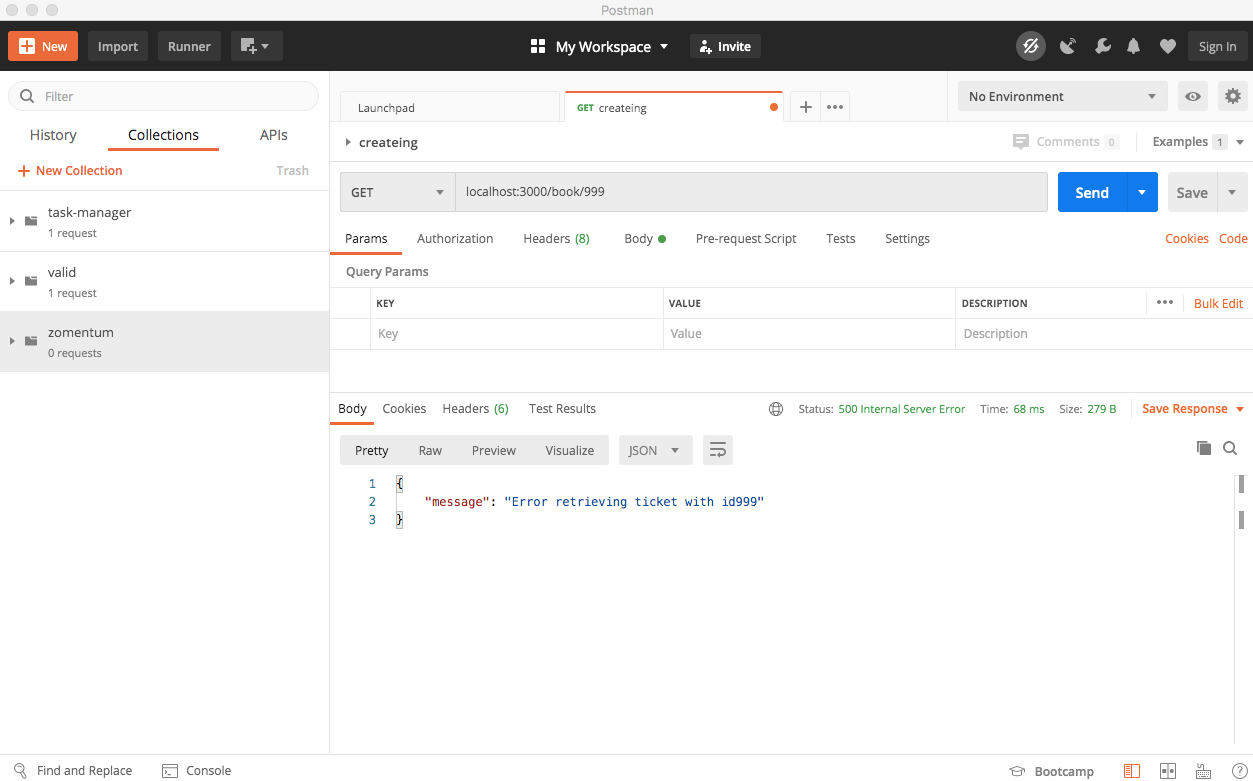 Postman
New
Import
Runner
My Workspace
Invite
Sign In
Filter
History
Collections
APIs
New Collection
Trash
task-manager
1 request
valid
1 request
zomentum
0 requests
Launchpad
GET createing
No Environment
createing
Comments 0
Examples 1
GET
localhost:3000/book/999
Send
Save
Params
Authorization
Headers (8)
Body
Pre-request Script
Tests
Settings
Cookies
Code
Query Params
KEY
VALUE
DESCRIPTION
Bulk Edit
Key
Value
Description
Body
Cookies
Headers (6)
Test Results
Status: 500 Internal Server Error
Time: 68 ms
Size: 279 B
Save Response
Pretty
Raw
Preview
Visualize
JSON
1 {
2 "message": "Error retrieving ticket with id999"
3 }
Find and Replace
Console
Bootcamp